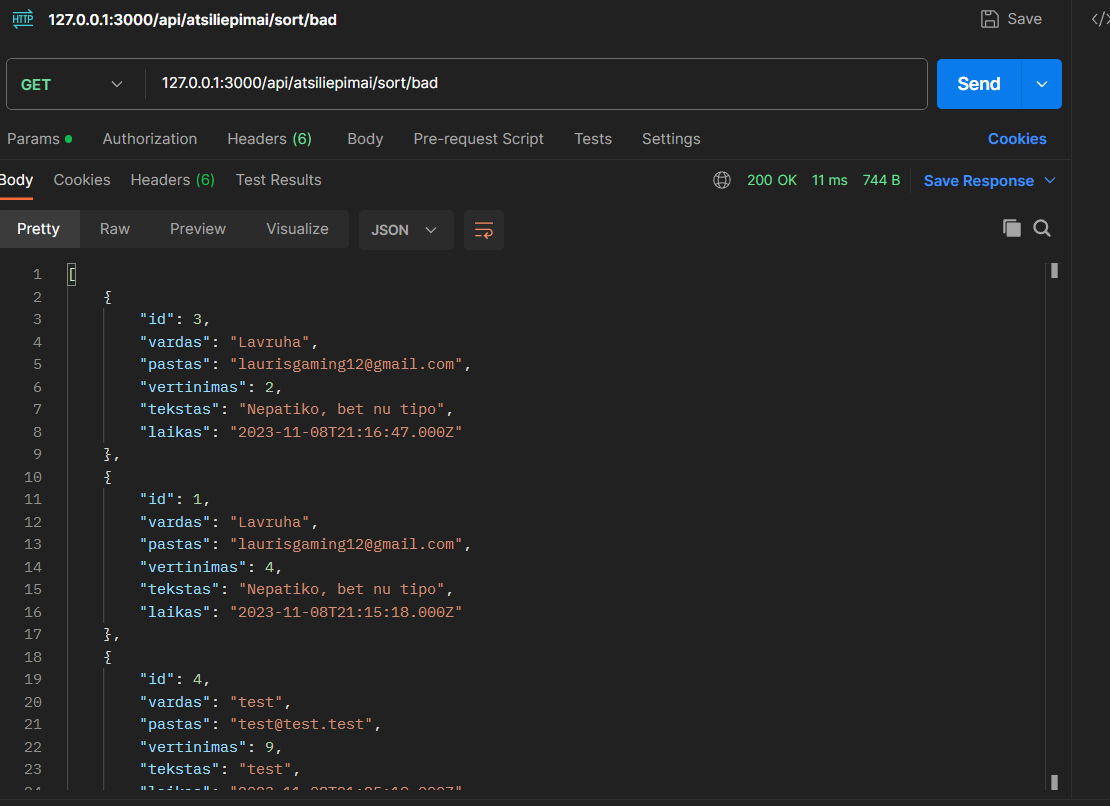 HTTP 127.0.0.1:3000/api/atsiliepimai/sort/bad Save </>
GET 127.0.0.1:3000/api/atsiliepimai/sort/bad Send
Params Authorization Headers (6) Body Pre-request Script Tests Settings Cookies
Body Cookies Headers (6) Test Results 200 OK 11 ms 744 B Save Response
Pretty Raw Preview Visualize JSON
1 [
2 {
3 "id": 3,
4 "vardas": "Lavruha",
5 "pastas": "laurisgaming12@gmail.com",
6 "vertinimas": 2,
7 "tekstas": "Nepatiko, bet nu tipo",
8 "laikas": "2023-11-08T21:16:47.000Z"
9 },
10 {
11 "id": 1,
12 "vardas": "Lavruha",
13 "pastas": "laurisgaming12@gmail.com",
14 "vertinimas": 4,
15 "tekstas": "Nepatiko, bet nu tipo",
16 "laikas": "2023-11-08T21:15:18.000Z"
17 },
18 {
19 "id": 4,
20 "vardas": "test",
21 "pastas": "test@test.test",
22 "vertinimas": 9,
23 "tekstas": "test",